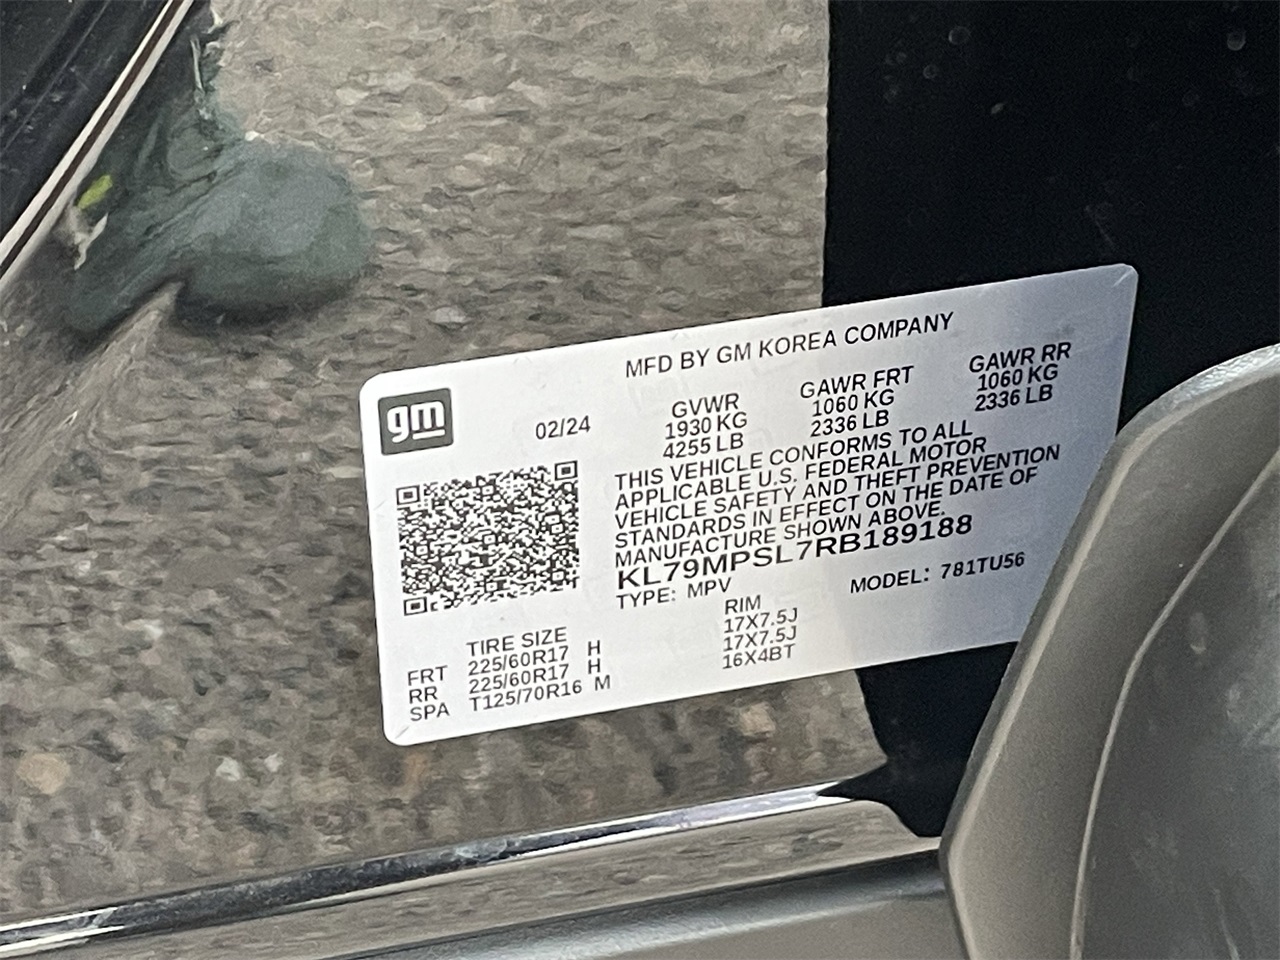 MFD BY GM KOREA COMPANY
gm
02/24
GVWR
1930 KG
4255 LB
GAWR FRT
1060 KG
2336 LB
GAWR RR
1060 KG
2336 LB
THIS VEHICLE CONFORMS TO ALL
APPLICABLE U.S. FEDERAL MOTOR
VEHICLE SAFETY AND THEFT PREVENTION
STANDARDS IN EFFECT ON THE DATE OF
MANUFACTURE SHOWN ABOVE.
KL79MPSL7RB189188
TYPE: MPV MODEL: 781TU56
TIRE SIZE RIM
FRT 225/60R17 H 17X7.5J
RR 225/60R17 H 17X7.5J
SPA T125/70R16 M 16X4BT